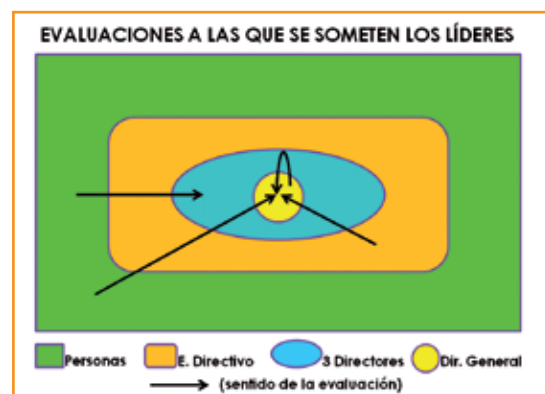 EVALUACIONES A LAS QUE SE SOMETEN LOS LÍDERES
Personas E. Directivo 3 Directores Dir. General
(sentido de la evaluación)